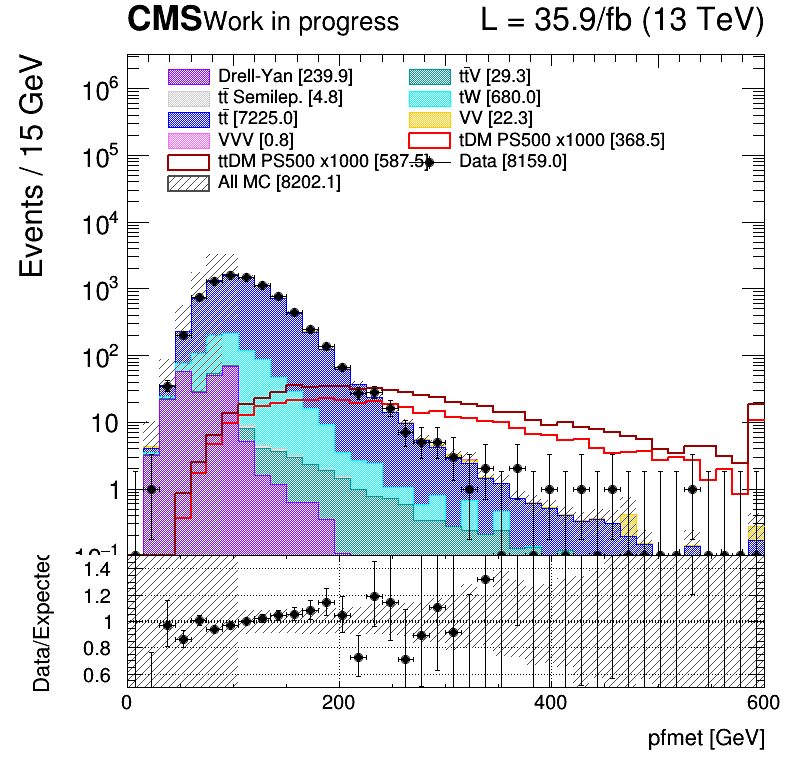 CMS Work in progress L = 35.9/fb (13 TeV)
Events / 15 GeV
10⁶
10⁵
10⁴
10³
10²
10
1
10⁻¹
Drell-Yan [239.9]
tt̄V [29.3]
tt̄ Semilep. [4.8]
tW [680.0]
tt̄ [7225.0]
VV [22.3]
VVV [0.8]
tDM PS500 x1000 [368.5]
ttDM PS500 x1000 [587.5]
Data [8159.0]
All MC [8202.1]
Data/Expected
1.4
1.2
1
0.8
0.6
0 200 400 600
pfmet [GeV]